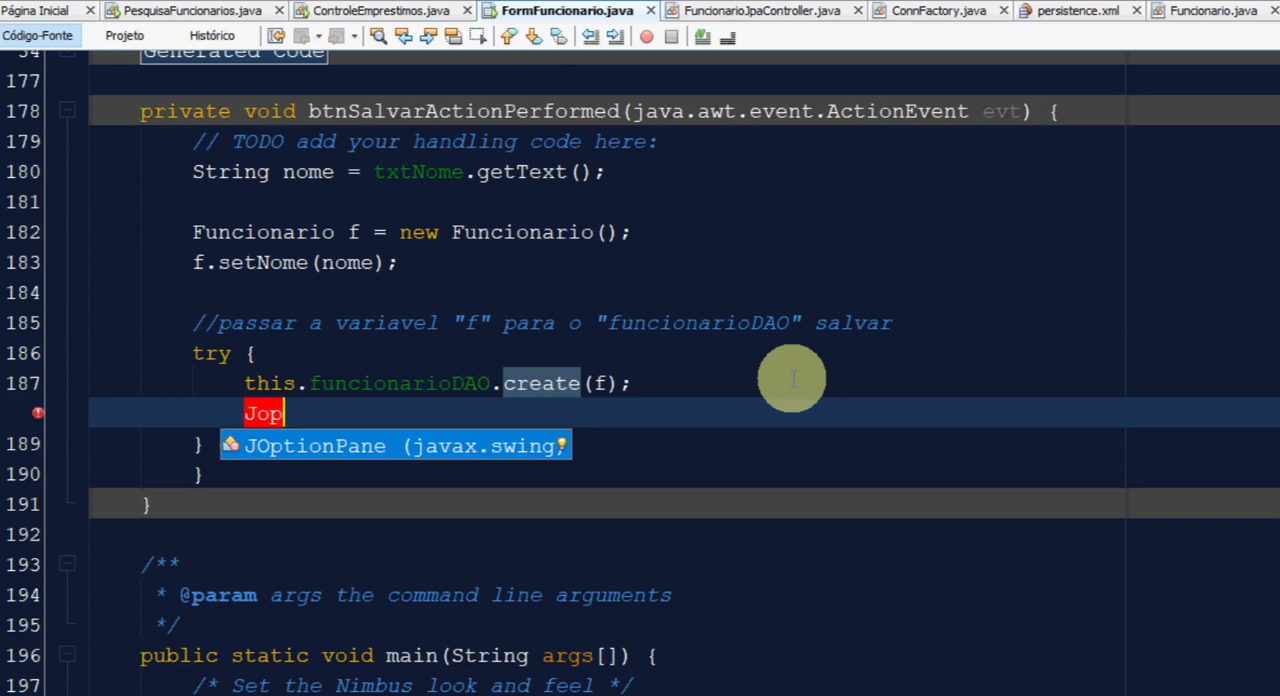 Página Inicial PesquisaFuncionarios.java ControleEmprestimos.java FormFuncionario.java FuncionarioJpaController.java ConnFactory.java persistence.xml Funcionario.java
Código-Fonte Projeto Histórico
34 Generated Code
177
178 private void btnSalvarActionPerformed(java.awt.event.ActionEvent evt) {
179 // TODO add your handling code here:
180 String nome = txtNome.getText();
181
182 Funcionario f = new Funcionario();
183 f.setNome(nome);
184
185 //passar a variavel "f" para o "funcionarioDAO" salvar
186 try {
187 this.funcionarioDAO.create(f);
Jop
189 } JOptionPane (javax.swing)
190 }
191 }
192
193 /**
194 * @param args the command line arguments
195 */
196 public static void main(String args[]) {
197 /* Set the Nimbus look and feel */